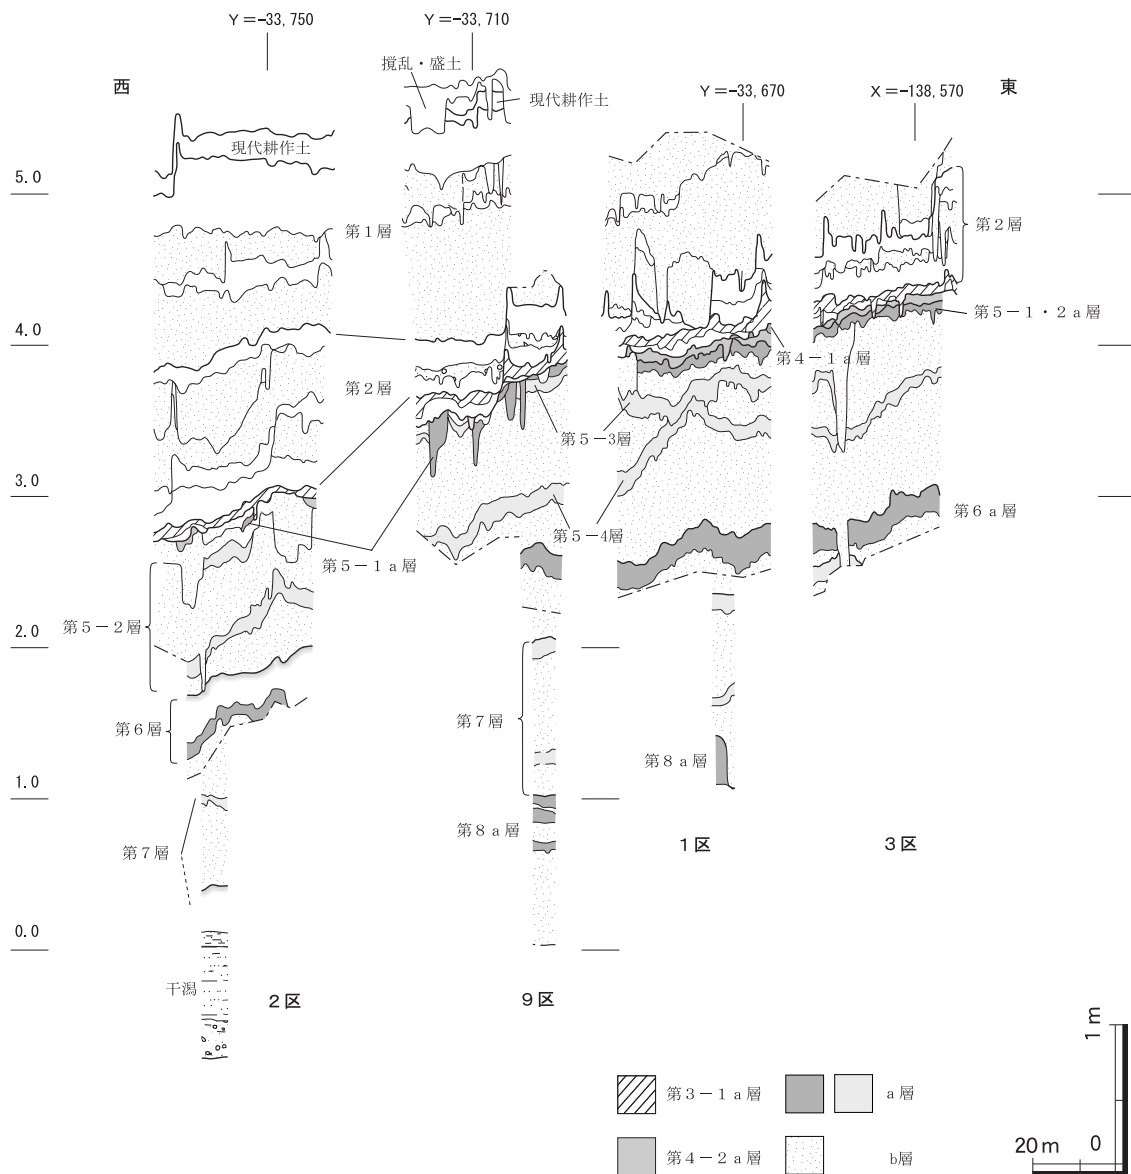 Y=-33,750
Y=-33,710
撹乱・盛土
現代耕作土
西
Y=-33,670
X=-138,570
東
現代耕作土
5.0
第1層
第2層
第5-1・2a層
4.0
第4-1a層
第2層
第5-3層
3.0
第6a層
第5-4層
第5-1a層
第5-2層
2.0
第6層
第7層
第8a層
1.0
第8a層
1区
3区
第7層
0.0
干潟
2区
9区
1m
第3-1a層
a層
第4-2a層
b層
20m
0